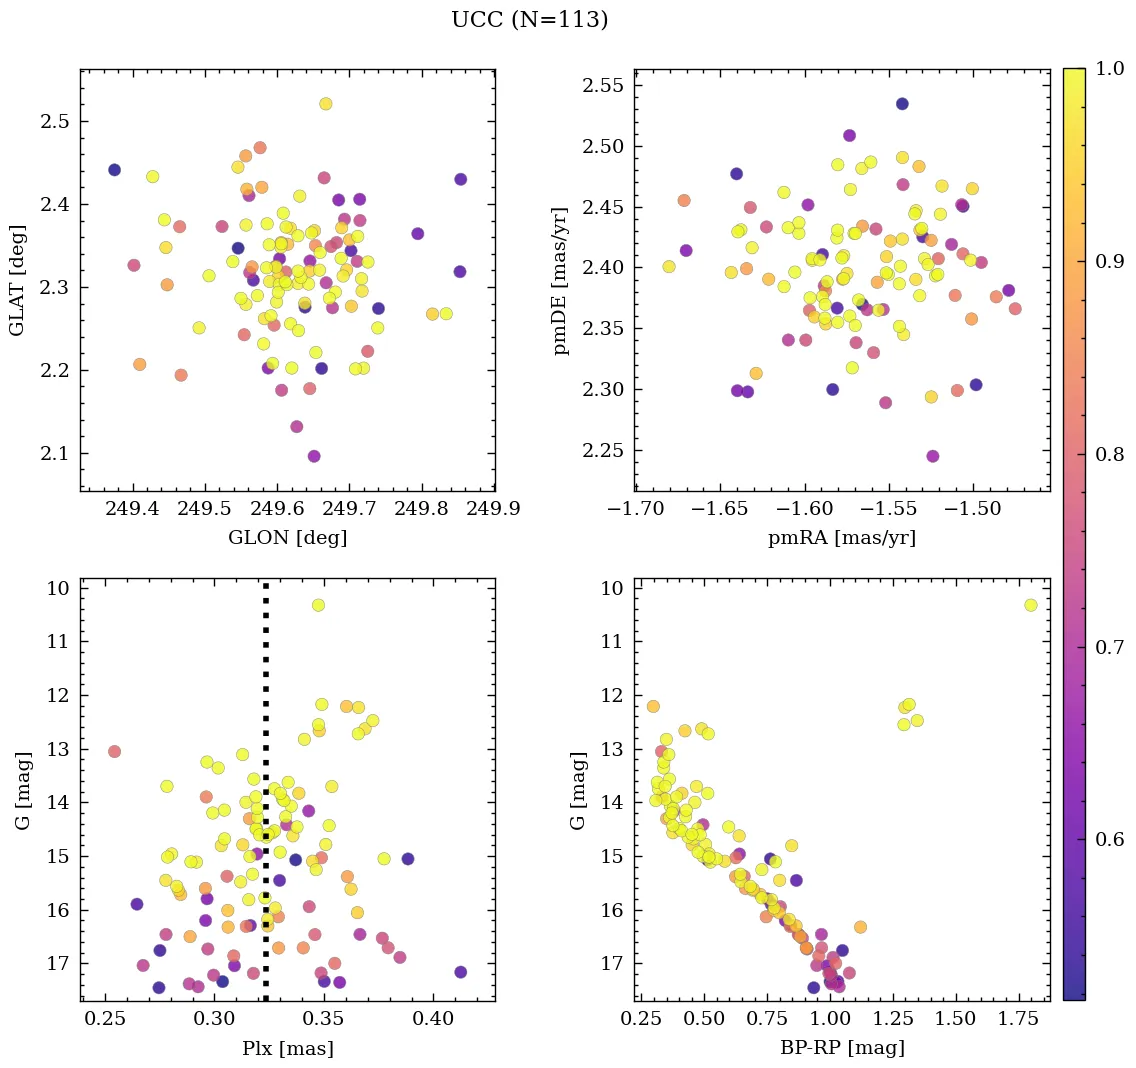 UCC (N=113)
2.5
2.4
2.3
2.2
2.1
GLAT [deg]
249.4 249.5 249.6 249.7 249.8 249.9
GLON [deg]
2.55
2.50
2.45
2.40
2.35
2.30
2.25
pmDE [mas/yr]
−1.70 −1.65 −1.60 −1.55 −1.50
pmRA [mas/yr]
10
11
12
13
14
15
16
17
G [mag]
0.25 0.30 0.35 0.40
Plx [mas]
10
11
12
13
14
15
16
17
G [mag]
0.25 0.50 0.75 1.00 1.25 1.50 1.75
BP-RP [mag]
1.0
0.9
0.8
0.7
0.6